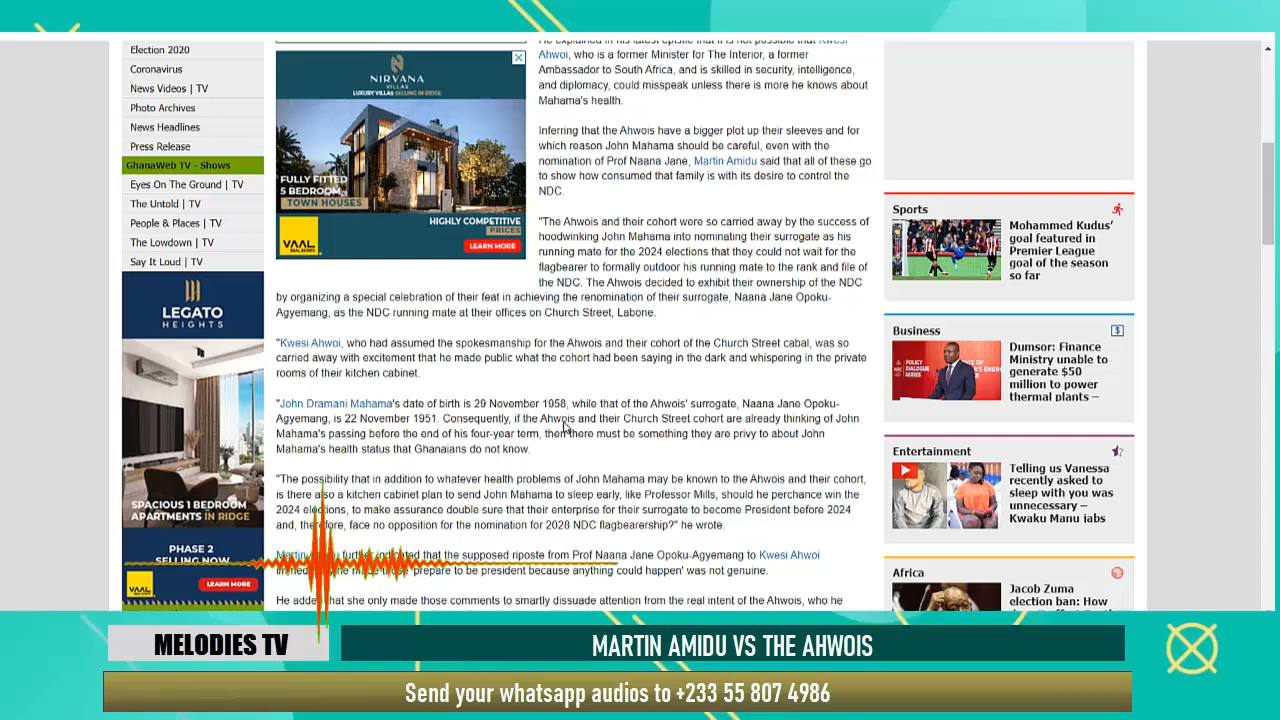 Election 2020
Coronavirus
News Videos | TV
Photo Archives
News Headlines
Press Release
GhanaWeb TV - Shows
Eyes On The Ground | TV
The Untold | TV
People & Places | TV
The Lowdown | TV
Say It Loud | TV
LEGATO
HEIGHTS
SPACIOUS 1 BEDROOM
APARTMENTS IN RIDGE
PHASE 2
SELLING NOW
VAAL
LEARN MORE
NIRVANA
VILLAS
LUXURY VILLAS SELLING IN RIDGE
FULLY FITTED
5 BEDROOM
TOWN HOUSES
HIGHLY COMPETITIVE
PRICES
VAAL
REAL ESTATE
LEARN MORE
He explained in his latest epistle that it is not possible that Kwesi
Ahwoi, who is a former Minister for The Interior, a former
Ambassador to South Africa, and is skilled in security, intelligence,
and diplomacy, could misspeak unless there is more he knows about
Mahama's health.
Inferring that the Ahwois have a bigger plot up their sleeves and for
which reason John Mahama should be careful, even with the
nomination of Prof Naana Jane, Martin Amidu said that all of these go
to show how consumed that family is with its desire to control the
NDC.
"The Ahwois and their cohort were so carried away by the success of
hoodwinking John Mahama into nominating their surrogate as his
running mate for the 2024 elections that they could not wait for the
flagbearer to formally outdoor his running mate to the rank and file of
the NDC. The Ahwois decided to exhibit their ownership of the NDC
by organizing a special celebration of their feat in achieving the renomination of their surrogate, Naana Jane Opoku-
Agyemang, as the NDC running mate at their offices on Church Street, Labone.
"Kwesi Ahwoi, who had assumed the spokesmanship for the Ahwois and their cohort of the Church Street cabal, was so
carried away with excitement that he made public what the cohort had been saying in the dark and whispering in the private
rooms of their kitchen cabinet.
"John Dramani Mahama's date of birth is 29 November 1958, while that of the Ahwois' surrogate, Naana Jane Opoku-
Agyemang, is 22 November 1951. Consequently, if the Ahwois and their Church Street cohort are already thinking of John
Mahama's passing before the end of his four-year term, then there must be something they are privy to about John
Mahama's health status that Ghanaians do not know.
"The possibility that in addition to whatever health problems of John Mahama may be known to the Ahwois and their cohort,
is there also a kitchen cabinet plan to send John Mahama to sleep early, like Professor Mills, should he perchance win the
2024 elections, to make assurance double sure that their enterprise for their surrogate to become President before 2024
and, therefore, face no opposition for the nomination for 2028 NDC flagbearership?" he wrote.
Martin further indicated that the supposed riposte from Prof Naana Jane Opoku-Agyemang to Kwesi Ahwoi
'prepare to be president because anything could happen' was not genuine.
He added that she only made those comments to smartly dissuade attention from the real intent of the Ahwois, who he
Sports
Mohammed Kudus'
goal featured in
Premier League
goal of the season
so far
Business
Dumsor: Finance
Ministry unable to
generate $50
million to power
thermal plants –
Entertainment
Telling us Vanessa
recently asked to
sleep with you was
unnecessary –
Kwaku Manu jabs
Africa
Jacob Zuma
election ban: How
MELODIES TV
MARTIN AMIDU VS THE AHWOIS
Send your whatsapp audios to +233 55 807 4986